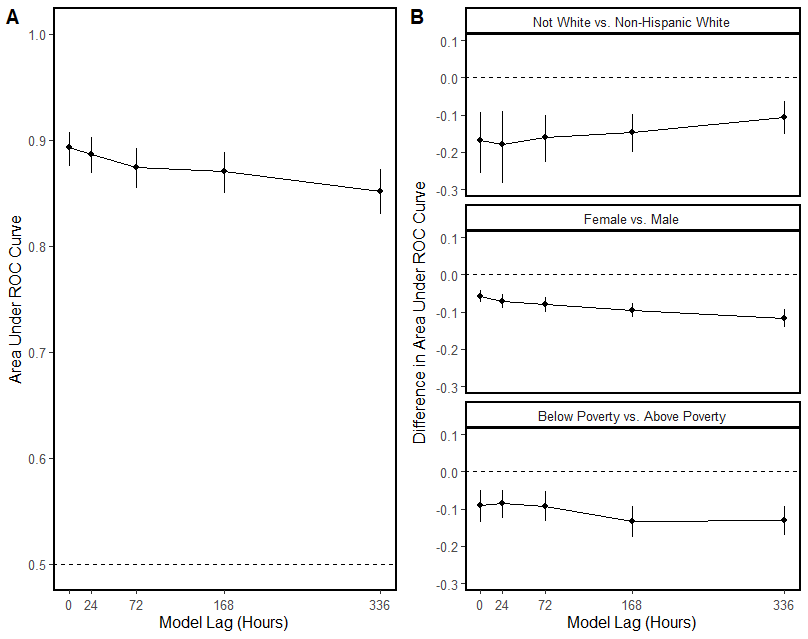 A
Area Under ROC Curve
1.0
0.9
0.8
0.7
0.6
0.5
0 24 72 168 336
Model Lag (Hours)
B
Difference in Area Under ROC Curve
Not White vs. Non-Hispanic White
0.1
0.0
-0.1
-0.2
-0.3
Female vs. Male
0.1
0.0
-0.1
-0.2
-0.3
Below Poverty vs. Above Poverty
0.1
0.0
-0.1
-0.2
-0.3
0 24 72 168 336
Model Lag (Hours)